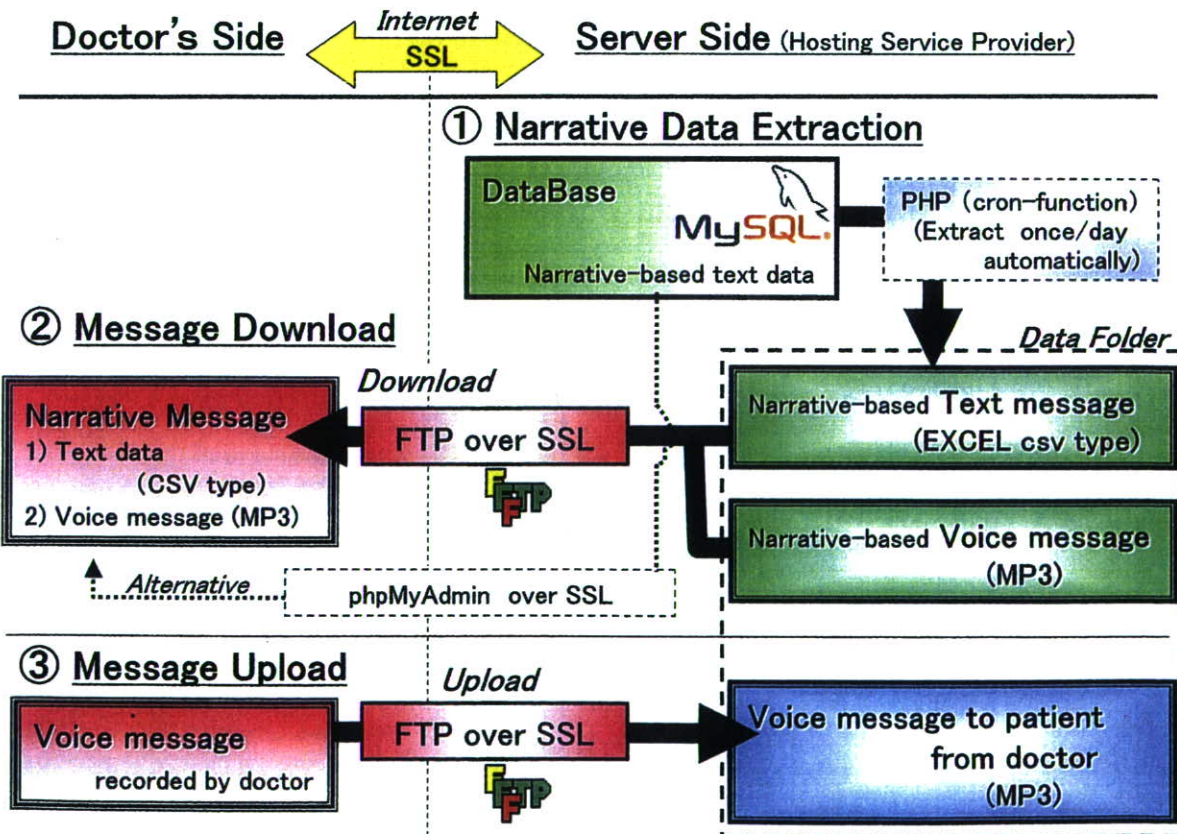 Doctor's Side
Internet
SSL
Server Side (Hosting Service Provider)
① Narrative Data Extraction
DataBase
MySQL®
Narrative-based text data
PHP (cron-function)
(Extract once/day
automatically)
② Message Download
Data Folder
Download
Narrative Message
1) Text data
(CSV type)
2) Voice message (MP3)
FTP over SSL
FFFTP
Narrative-based Text message
(EXCEL csv type)
Narrative-based Voice message
(MP3)
Alternative
phpMyAdmin over SSL
③ Message Upload
Upload
Voice message
recorded by doctor
FTP over SSL
FFFTP
Voice message to patient
from doctor
(MP3)